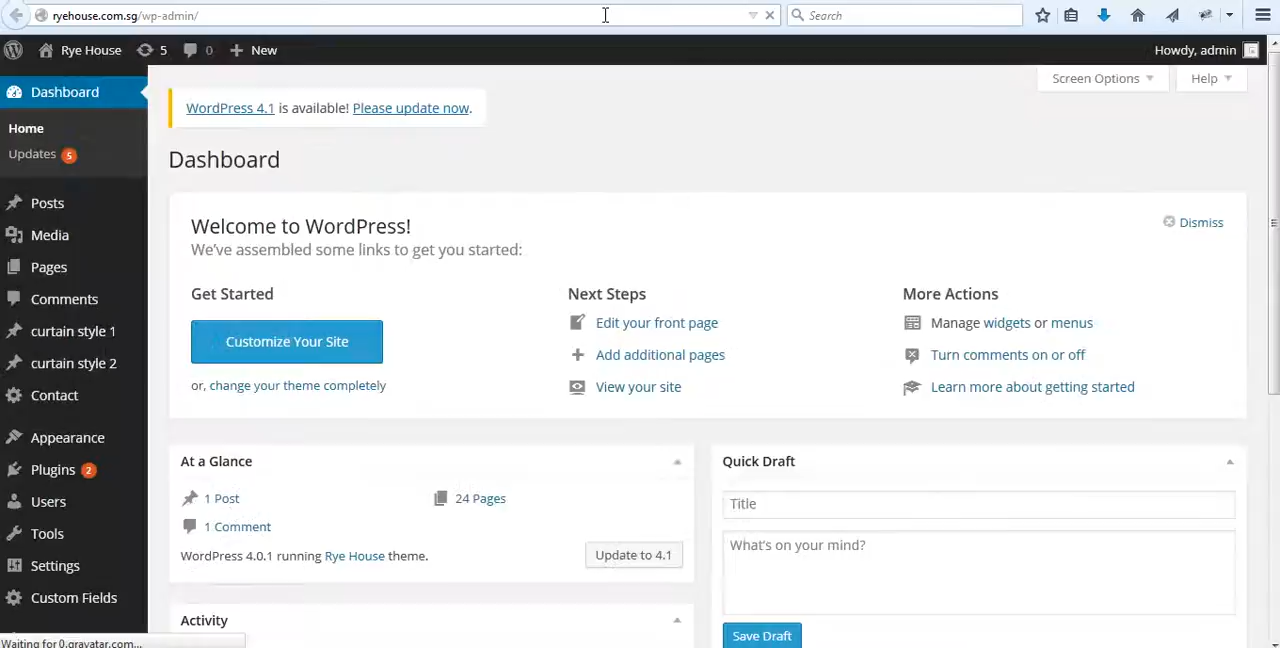 ryehouse.com.sg/wp-admin/
Search
Rye House 5 0 + New Howdy, admin
Dashboard
Home
Updates 5
Posts
Media
Pages
Comments
curtain style 1
curtain style 2
Contact
Appearance
Plugins 2
Users
Tools
Settings
Custom Fields
Waiting for 0.gravatar.com...
Screen Options Help
WordPress 4.1 is available! Please update now.
Dashboard
Welcome to WordPress!
We've assembled some links to get you started:
Dismiss
Get Started
Customize Your Site
or, change your theme completely
Next Steps
Edit your front page
Add additional pages
View your site
More Actions
Manage widgets or menus
Turn comments on or off
Learn more about getting started
At a Glance
1 Post 24 Pages
1 Comment
WordPress 4.0.1 running Rye House theme. Update to 4.1
Activity
Quick Draft
Title
What's on your mind?
Save Draft